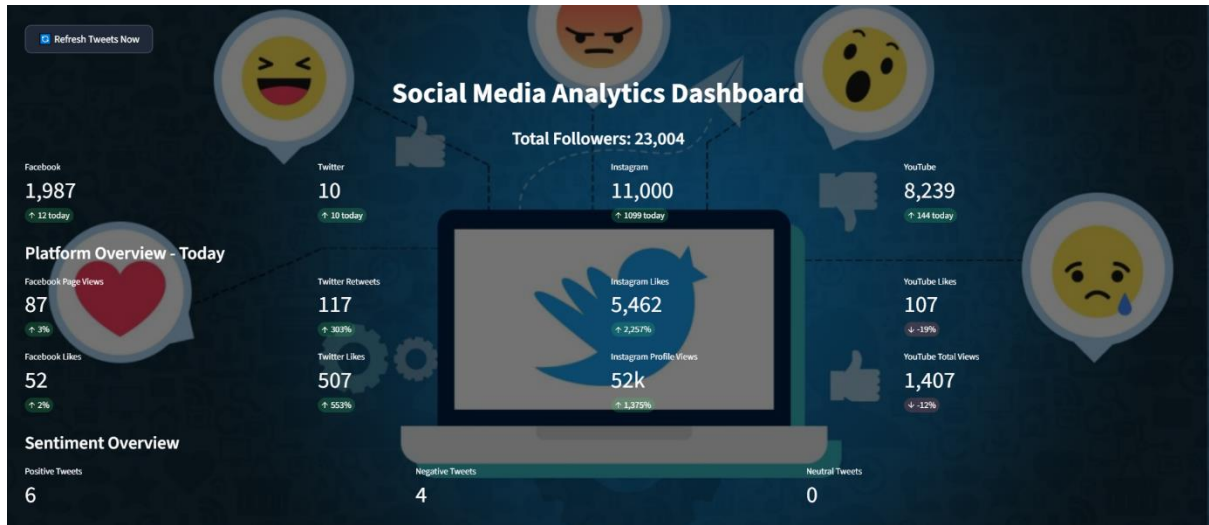 Refresh Tweets Now
Social Media Analytics Dashboard
Total Followers: 23,004
Facebook Twitter Instagram YouTube
1,987 10 11,000 8,239
↑ 12 today ↑ 10 today ↑ 1099 today ↑ 144 today
Platform Overview - Today
Facebook Page Views Twitter Retweets Instagram Likes YouTube Likes
87 117 5,462 107
↑ 3% ↑ 303% ↑ 2,257% ↓ -19%
Facebook Likes Twitter Likes Instagram Profile Views YouTube Total Views
52 507 52k 1,407
↑ 2% ↑ 553% ↑ 1,375% ↓ -12%
Sentiment Overview
Positive Tweets Negative Tweets Neutral Tweets
6 4 0